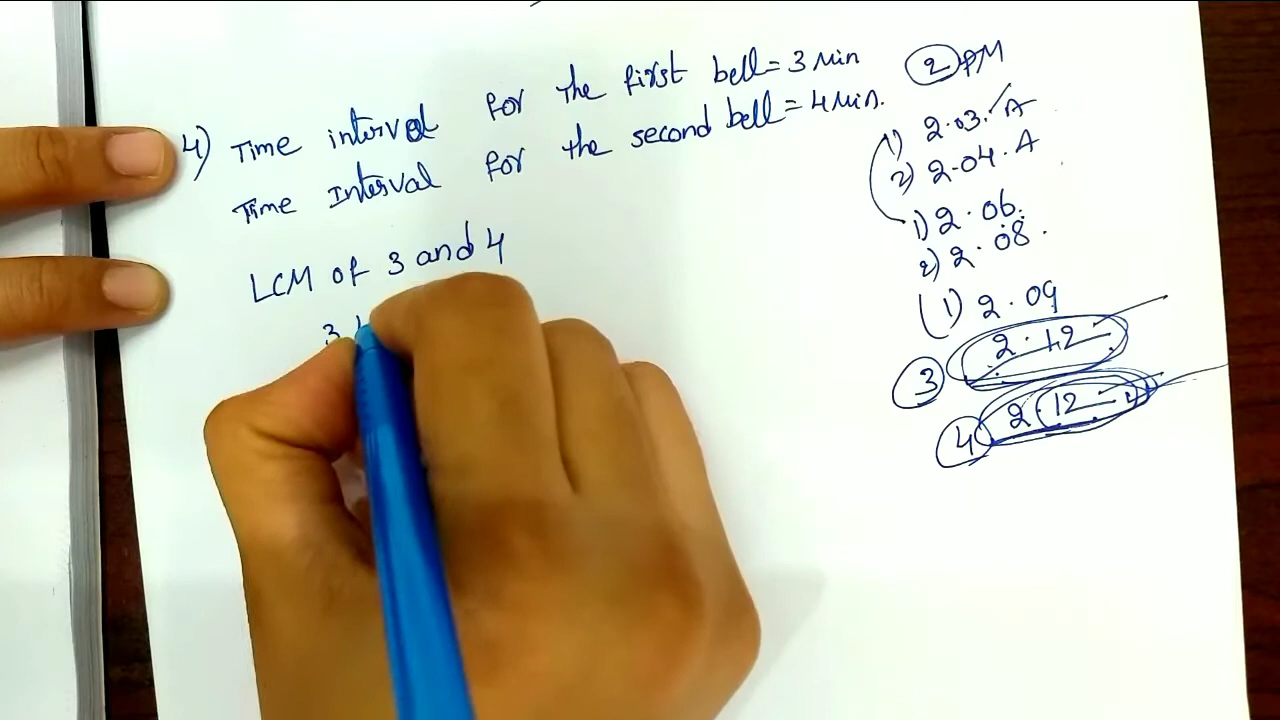 4) Time interval for the first bell = 3 Min
Time Interval for the second bell = 4 Min.
LCM of 3 and 4
3
2 PM
1) 2.03. A
2) 2.04. A
1) 2.06.
2) 2.08.
(1) 2.09
3 2.12
4 2.12